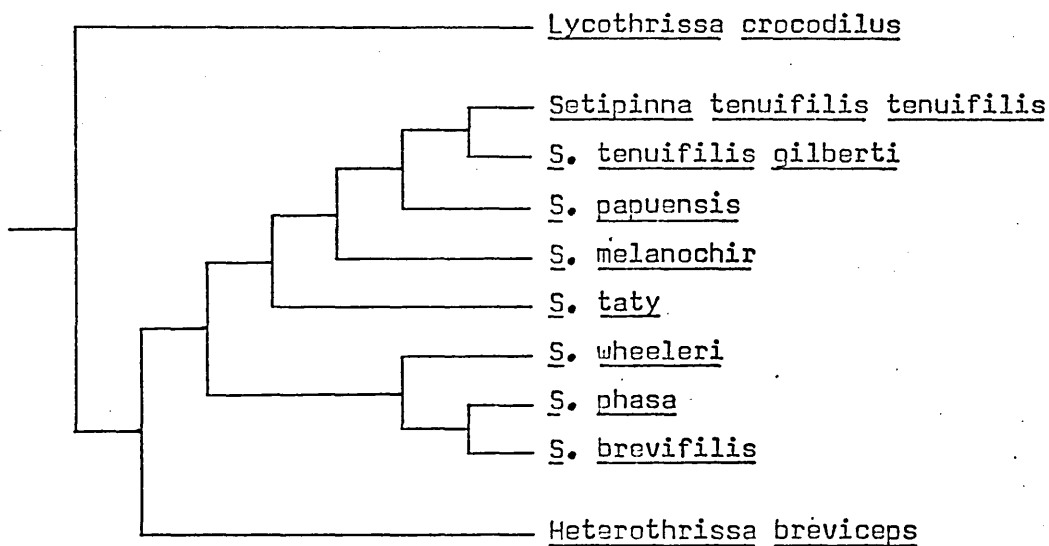 Lycothrissa crocodilus
Setipinna tenuifilis tenuifilis
S. tenuifilis gilberti
S. papuensis
S. melanochir
S. taty
S. wheeleri
S. phasa
S. brevifilis
Heterothrissa breviceps